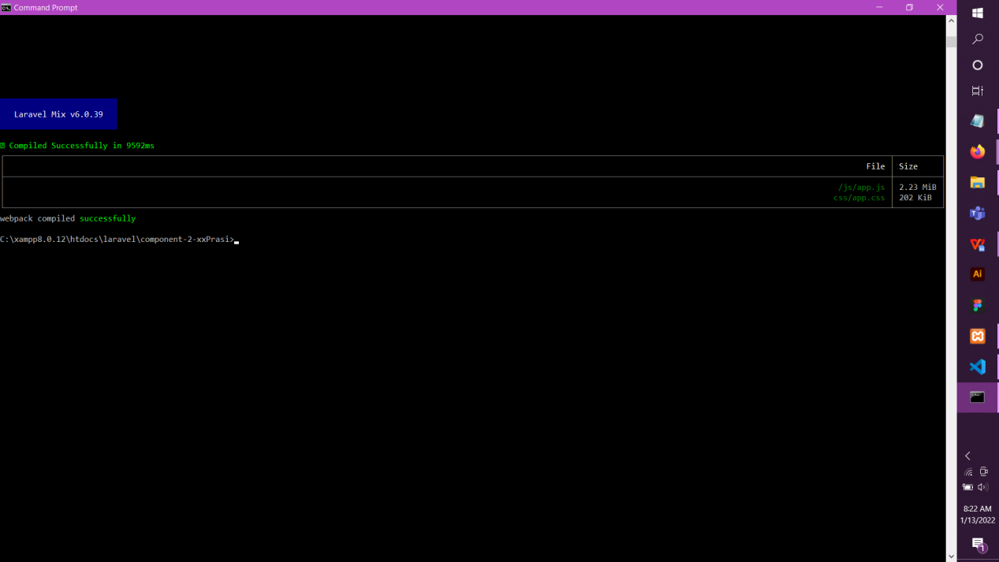 Command Prompt
Laravel Mix v6.0.39
Compiled Successfully in 9592ms
File Size
/js/app.js 2.23 MiB
css/app.css 202 KiB
webpack compiled successfully
C:\xampp8.0.12\htdocs\laravel\component-2-xxPrasi>
Ai
8:22 AM
1/13/2022
1